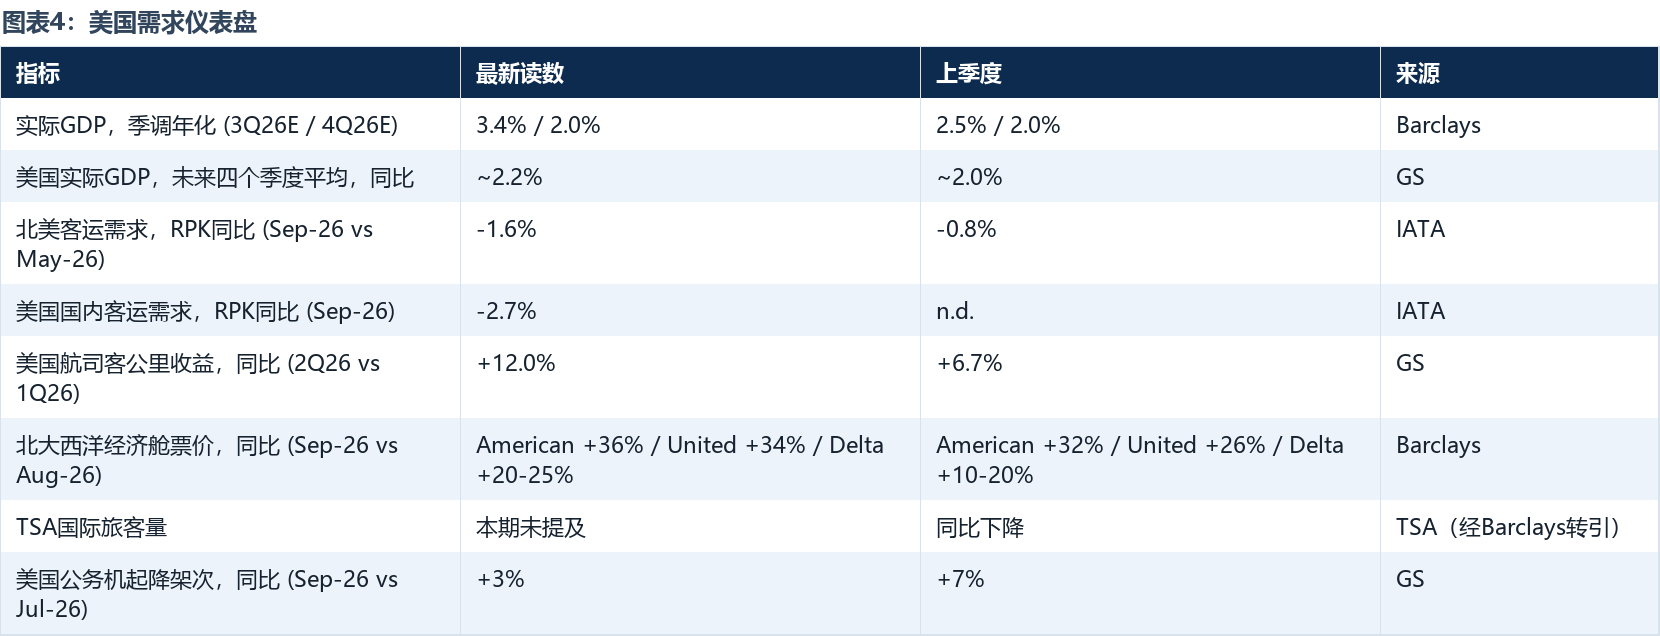 图表4：美国需求仪表盘
指标 最新读数 上季度 来源
实际GDP，季调年化 (3Q26E / 4Q26E) 3.4% / 2.0% 2.5% / 2.0% Barclays
美国实际GDP，未来四个季度平均，同比 ~2.2% ~2.0% GS
北美客运需求，RPK同比 (Sep-26 vs -1.6% -0.8% IATA
May-26)
美国国内客运需求，RPK同比 (Sep-26) -2.7% n.d. IATA
美国航司客公里收益，同比 (2Q26 vs +12.0% +6.7% GS
1Q26)
北大西洋经济舱票价，同比 (Sep-26 vs American +36% / United +34% / Delta American +32% / United +26% / Delta Barclays
Aug-26) +20-25% +10-20%
TSA国际旅客量 本期未提及 同比下降 TSA（经Barclays转引）
美国公务机起降架次，同比 (Sep-26 vs +3% +7% GS
Jul-26)